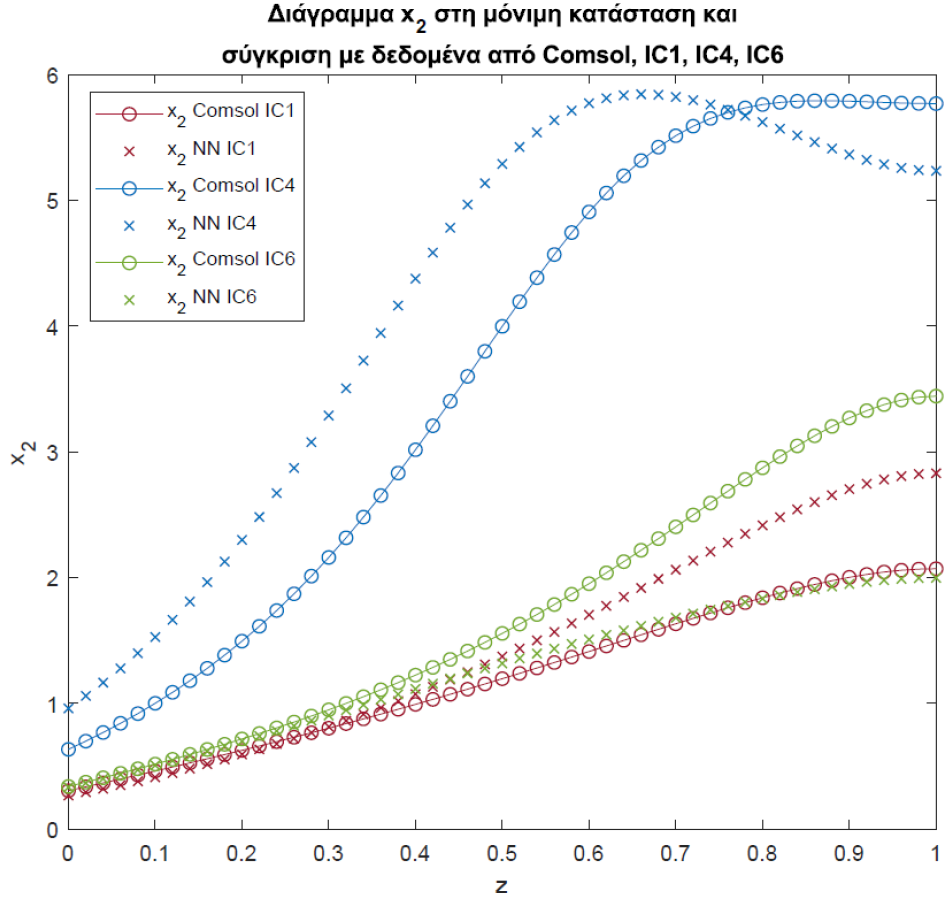 Διάγραμμα x₂ στη μόνιμη κατάσταση και
σύγκριση με δεδομένα από Comsol, IC1, IC4, IC6
6
5
4
3
2
1
0
x₂
x₂ Comsol IC1
x₂ NN IC1
x₂ Comsol IC4
x₂ NN IC4
x₂ Comsol IC6
x₂ NN IC6
0 0.1 0.2 0.3 0.4 0.5 0.6 0.7 0.8 0.9 1
z